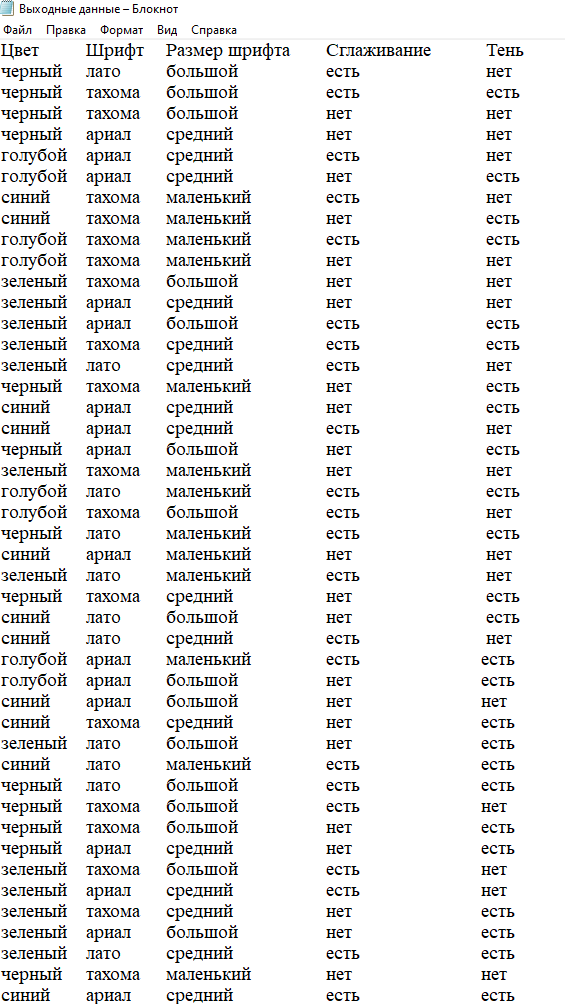 Выходные данные – Блокнот
Файл Правка Формат Вид Справка
Цвет Шрифт Размер шрифта Сглаживание Тень
черный лато большой есть нет
черный тахома большой есть есть
черный тахома большой нет нет
черный ариал средний нет нет
голубой ариал средний есть нет
голубой ариал средний нет есть
синий тахома маленький есть нет
синий тахома маленький нет есть
голубой тахома маленький есть есть
голубой тахома маленький нет нет
зеленый тахома большой нет нет
зеленый ариал средний нет нет
зеленый ариал большой есть есть
зеленый тахома средний есть есть
зеленый лато средний есть нет
черный тахома маленький нет есть
синий ариал средний нет есть
синий ариал средний есть нет
черный ариал большой нет есть
зеленый тахома маленький нет нет
голубой лато маленький есть есть
голубой тахома большой есть нет
черный лато маленький есть есть
синий ариал маленький нет нет
зеленый лато маленький есть нет
черный тахома средний нет есть
синий лато большой нет есть
синий лато средний есть нет
голубой ариал маленький есть есть
голубой ариал большой нет есть
синий ариал большой нет нет
синий тахома средний нет есть
зеленый лато большой нет есть
синий лато маленький есть есть
черный лато большой есть есть
черный тахома большой есть нет
черный тахома большой нет есть
черный ариал средний нет есть
зеленый тахома большой есть нет
зеленый ариал средний есть нет
зеленый тахома средний нет есть
зеленый ариал большой нет есть
зеленый лато средний есть есть
черный тахома маленький нет нет
синий ариал средний есть есть